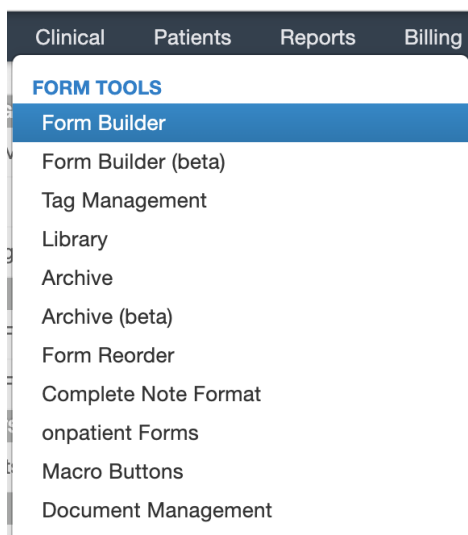 Clinical Patients Reports Billing
FORM TOOLS
Form Builder
Form Builder (beta)
Tag Management
Library
Archive
Archive (beta)
Form Reorder
Complete Note Format
onpatient Forms
Macro Buttons
Document Management